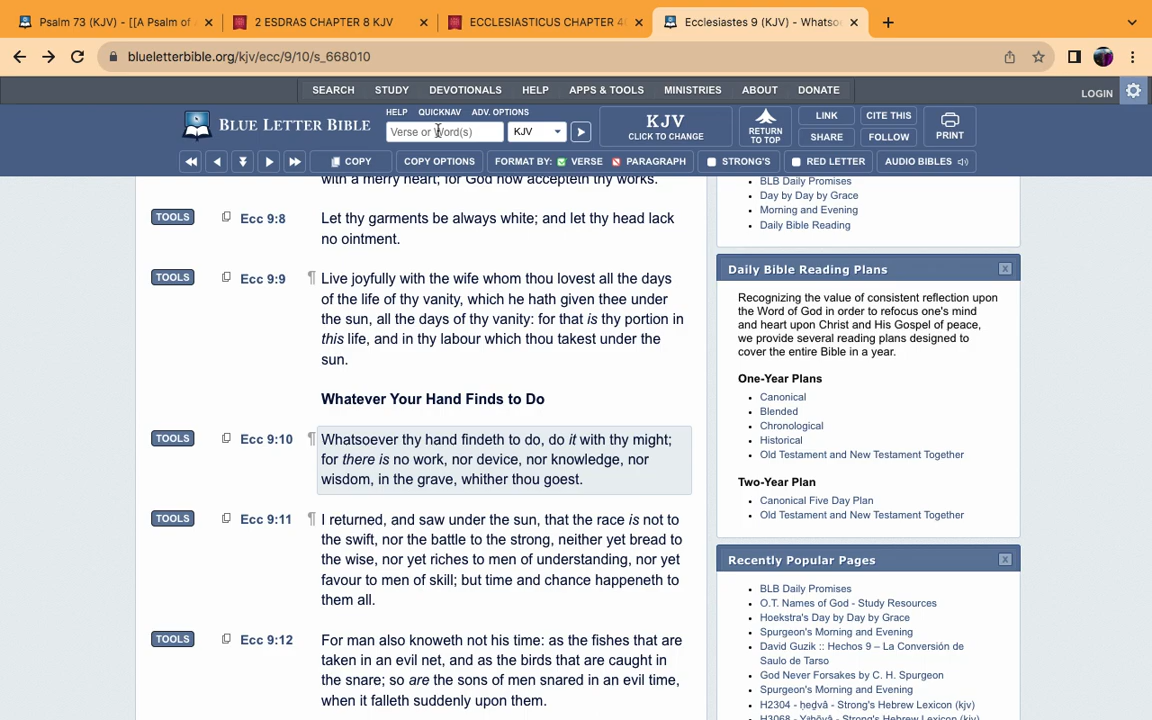 Psalm 73 (KJV) - [[A Psalm of
2 ESDRAS CHAPTER 8 KJV
ECCLESIASTICUS CHAPTER 4
Ecclesiastes 9 (KJV) - Whatso
blueletterbible.org/kjv/ecc/9/10/s_668010
SEARCH STUDY DEVOTIONALS HELP APPS & TOOLS MINISTRIES ABOUT DONATE LOGIN
BLUE LETTER BIBLE
HELP QUICKNAV ADV. OPTIONS
Verse or Word(s) KJV
KJV
CLICK TO CHANGE
RETURN
TO TOP
LINK CITE THIS
SHARE FOLLOW
PRINT
COPY COPY OPTIONS FORMAT BY: VERSE PARAGRAPH STRONG'S RED LETTER AUDIO BIBLES
with a merry heart; for God now accepteth thy works.
TOOLS Ecc 9:8 Let thy garments be always white; and let thy head lack
no ointment.
TOOLS Ecc 9:9 ¶ Live joyfully with the wife whom thou lovest all the days
of the life of thy vanity, which he hath given thee under
the sun, all the days of thy vanity: for that is thy portion in
this life, and in thy labour which thou takest under the
sun.
Whatever Your Hand Finds to Do
TOOLS Ecc 9:10 ¶ Whatsoever thy hand findeth to do, do it with thy might;
for there is no work, nor device, nor knowledge, nor
wisdom, in the grave, whither thou goest.
TOOLS Ecc 9:11 ¶ I returned, and saw under the sun, that the race is not to
the swift, nor the battle to the strong, neither yet bread to
the wise, nor yet riches to men of understanding, nor yet
favour to men of skill; but time and chance happeneth to
them all.
TOOLS Ecc 9:12 For man also knoweth not his time: as the fishes that are
taken in an evil net, and as the birds that are caught in
the snare; so are the sons of men snared in an evil time,
when it falleth suddenly upon them.
BLB Daily Promises
Day by Day by Grace
Morning and Evening
Daily Bible Reading
Daily Bible Reading Plans x
Recognizing the value of consistent reflection upon
the Word of God in order to refocus one's mind
and heart upon Christ and His Gospel of peace,
we provide several reading plans designed to
cover the entire Bible in a year.
One-Year Plans
Canonical
Blended
Chronological
Historical
Old Testament and New Testament Together
Two-Year Plan
Canonical Five Day Plan
Old Testament and New Testament Together
Recently Popular Pages x
BLB Daily Promises
O.T. Names of God - Study Resources
Hoekstra's Day by Day by Grace
Spurgeon's Morning and Evening
David Guzik :: Hechos 9 – La Conversión de
Saulo de Tarso
God Never Forsakes by C. H. Spurgeon
Spurgeon's Morning and Evening
H2304 - ḥeḏvâ - Strong's Hebrew Lexicon (kjv)
H3068 - Yᵊhōvâ - Strong's Hebrew Lexicon (kjv)